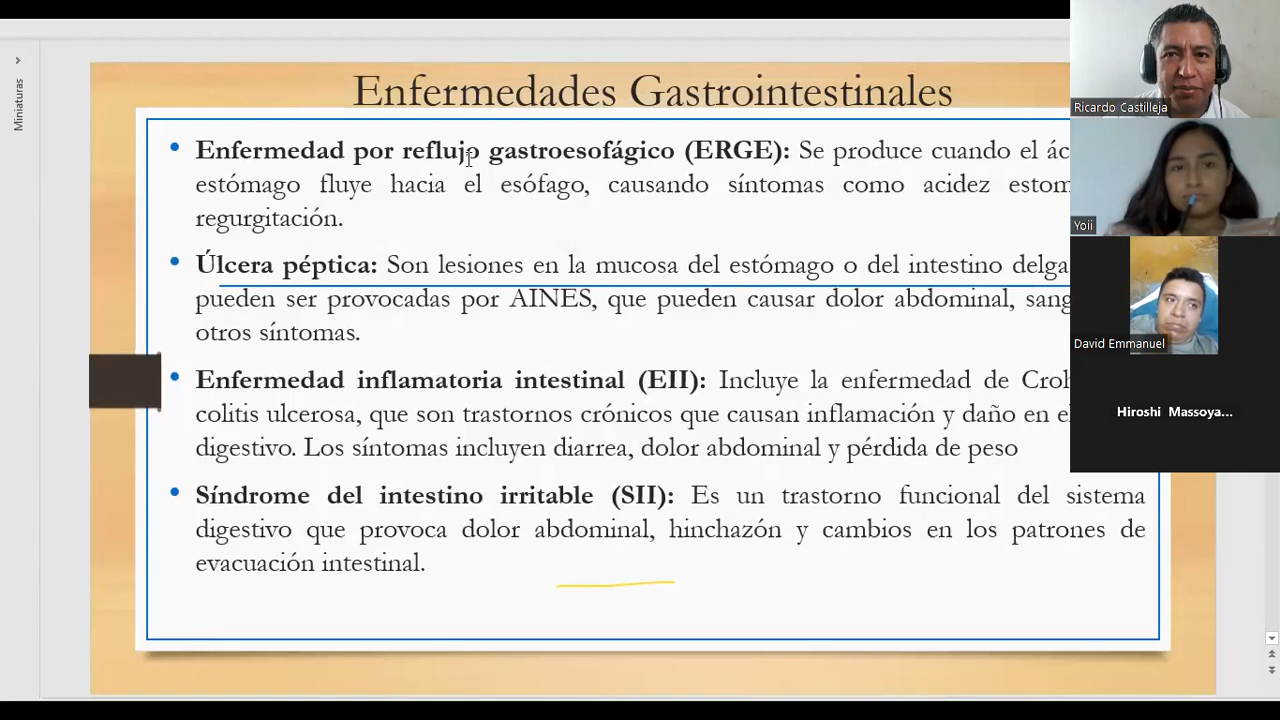 Miniaturas
Enfermedades Gastrointestinales
• Enfermedad por reflujo gastroesofágico (ERGE): Se produce cuando el
estómago fluye hacia el esófago, causando síntomas como acidez
regurgitación.
• Úlcera péptica: Son lesiones en la mucosa del estómago o del intestino
pueden ser provocadas por AINES, que pueden causar dolor abdominal,
otros síntomas.
• Enfermedad inflamatoria intestinal (EII): Incluye la enfermedad de
colitis ulcerosa, que son trastornos crónicos que causan inflamación y daño en
digestivo. Los síntomas incluyen diarrea, dolor abdominal y pérdida de peso
• Síndrome del intestino irritable (SII): Es un trastorno funcional del sistema
digestivo que provoca dolor abdominal, hinchazón y cambios en los patrones de
evacuación intestinal.
Ricardo Castilleja
Yoii
David Emmanuel
Hiroshi Massoya...